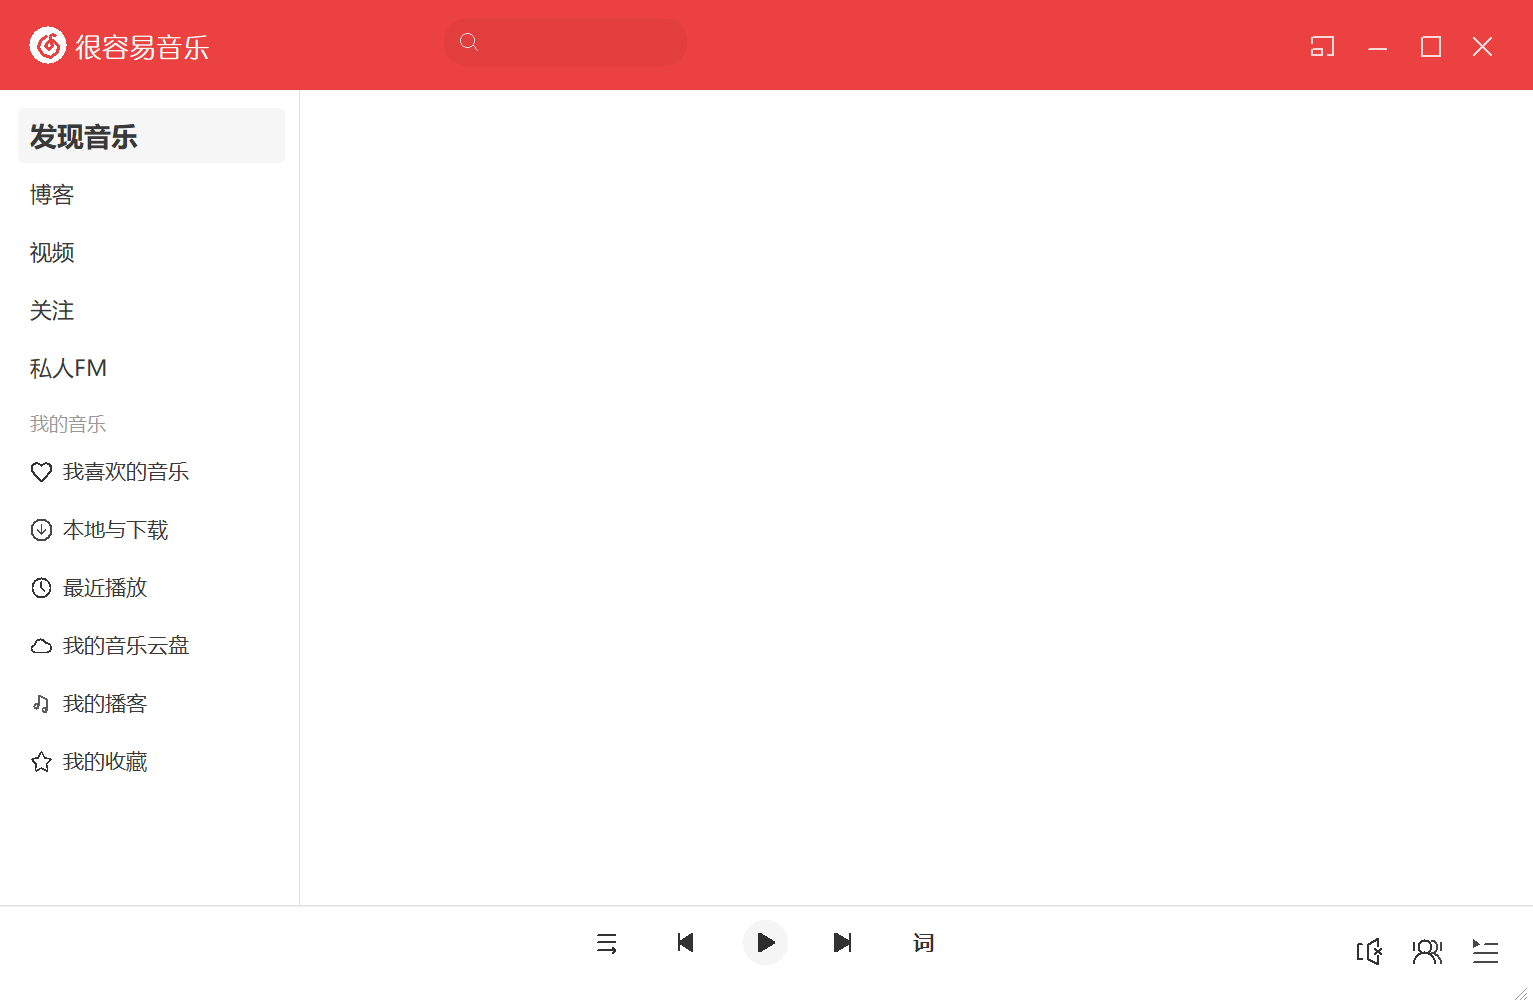 很容易音乐
发现音乐
博客
视频
关注
私人FM
我的音乐
我喜欢的音乐
本地与下载
最近播放
我的音乐云盘
我的播客
我的收藏
词